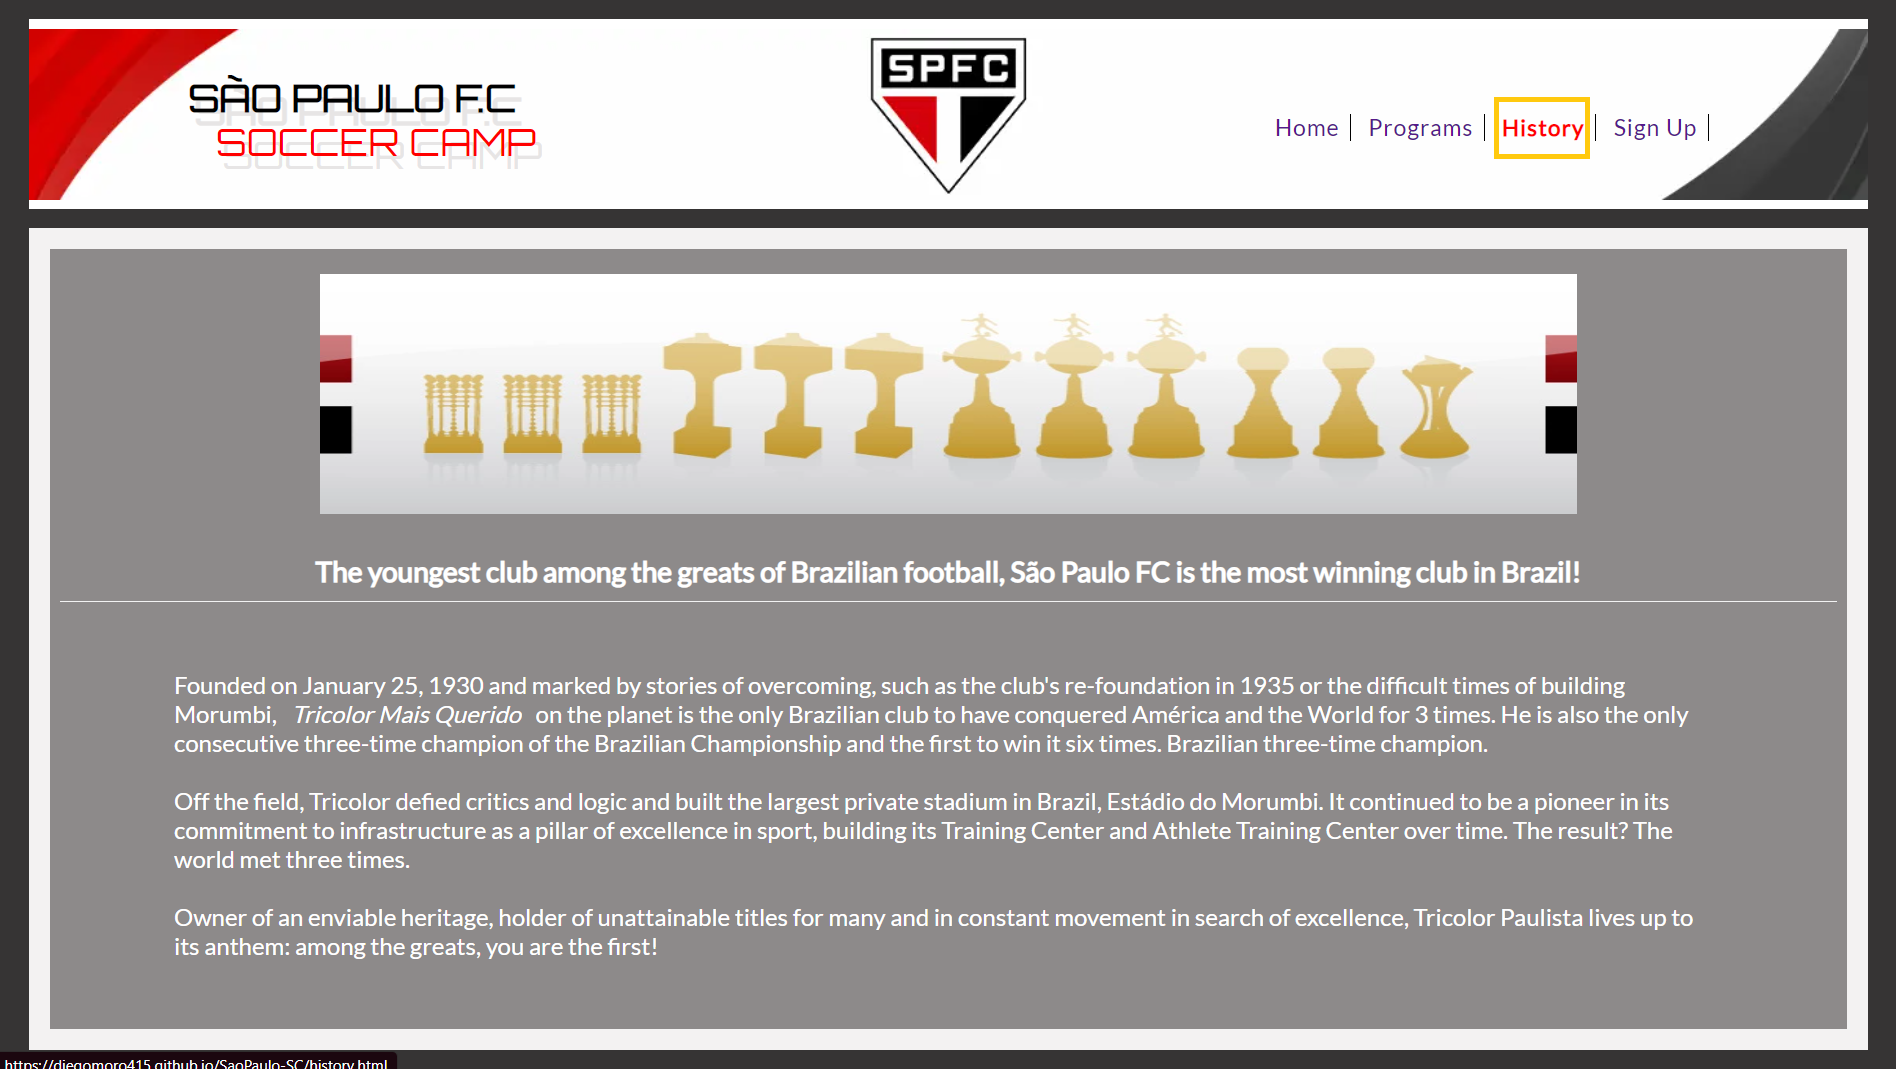 SÃO PAULO F.C
SOCCER CAMP
SPFC
Home
Programs
History
Sign Up
The youngest club among the greats of Brazilian football, São Paulo FC is the most winning club in Brazil!
Founded on January 25, 1930 and marked by stories of overcoming, such as the club's re-foundation in 1935 or the difficult times of building
Morumbi, Tricolor Mais Querido on the planet is the only Brazilian club to have conquered América and the World for 3 times. He is also the only
consecutive three-time champion of the Brazilian Championship and the first to win it six times. Brazilian three-time champion.
Off the field, Tricolor defied critics and logic and built the largest private stadium in Brazil, Estádio do Morumbi. It continued to be a pioneer in its
commitment to infrastructure as a pillar of excellence in sport, building its Training Center and Athlete Training Center over time. The result? The
world met three times.
Owner of an enviable heritage, holder of unattainable titles for many and in constant movement in search of excellence, Tricolor Paulista lives up to
its anthem: among the greats, you are the first!
https://diegomoro415.github.io/SaoPaulo-SC/history.html